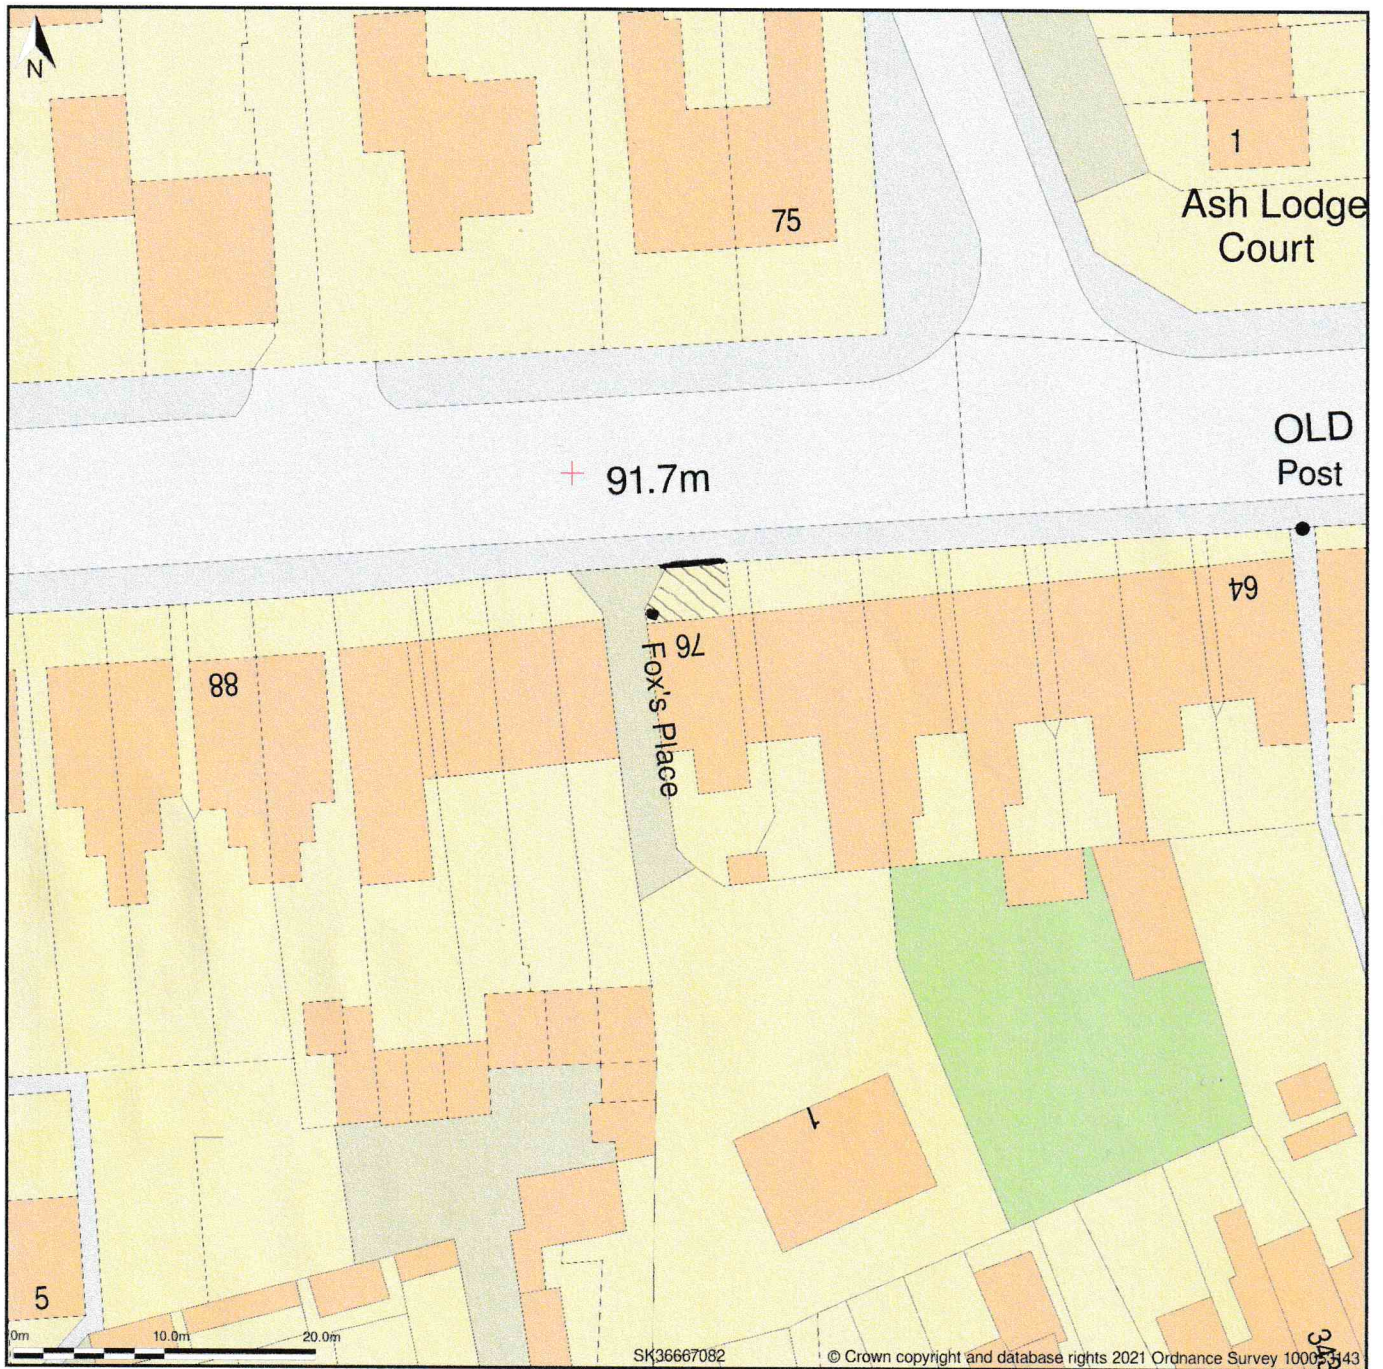 N
1
75
Ash Lodge
Court
OLD
Post
91.7m
64
76
88
Fox's Place
1
5
0m 10.0m 20.0m
SK36667082
© Crown copyright and database rights 2021 Ordnance Survey